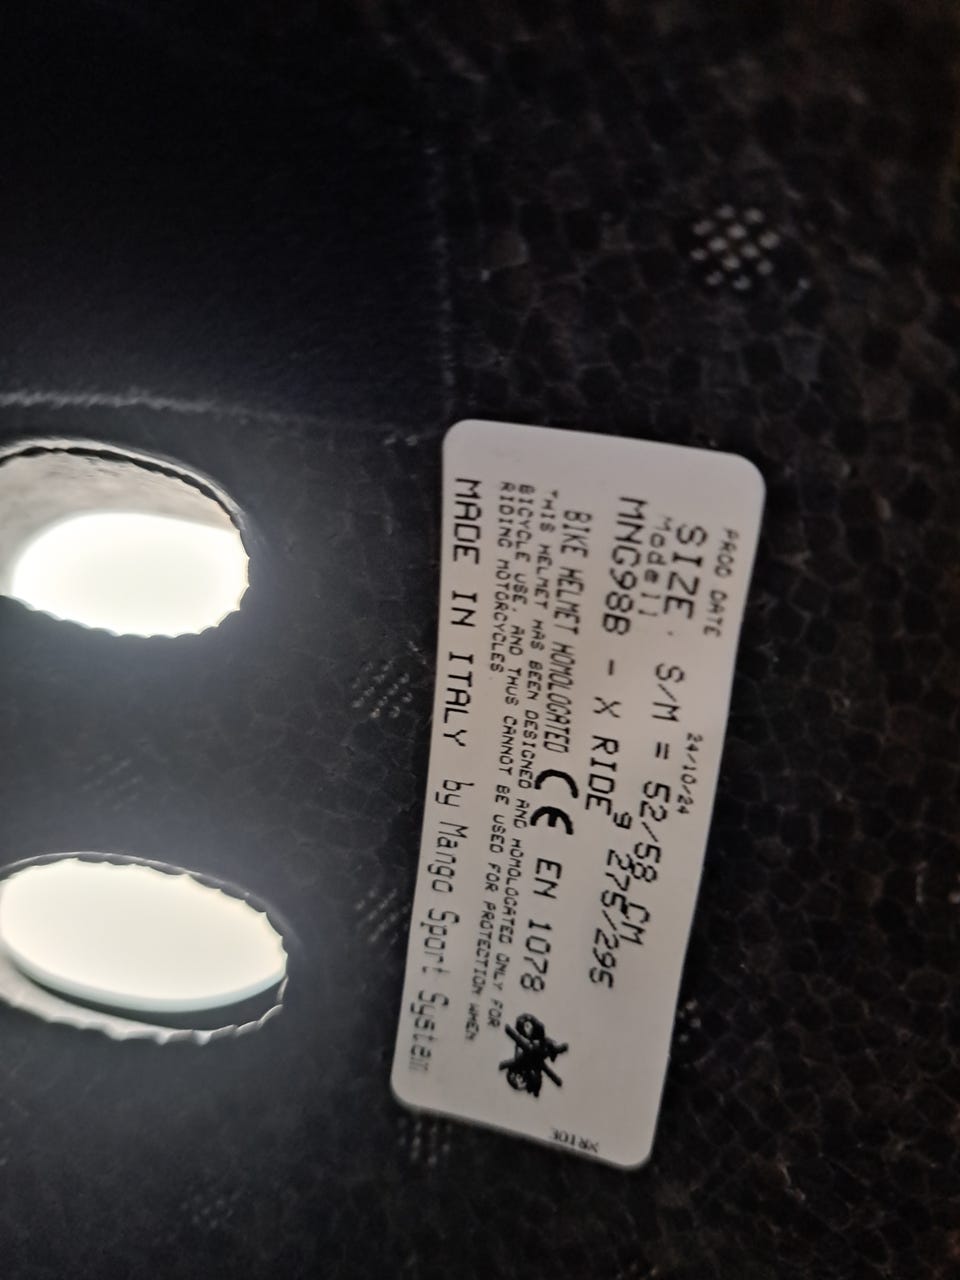 PROD DATE 24/10/24
SIZE. S/M = 52/58 CM
Modell
MNG98B - X RIDE g 275/295
BIKE HELMET HOMOLOGATED CE EN 1078
THIS HELMET HAS BEEN DESIGNED AND HOMOLOGATED ONLY FOR
BICYCLE USE, AND THUS CANNOT BE USED FOR PROTECTION WHEN
RIDING MOTORCYCLES.
MADE IN ITALY by Mango Sport System
XRIDE